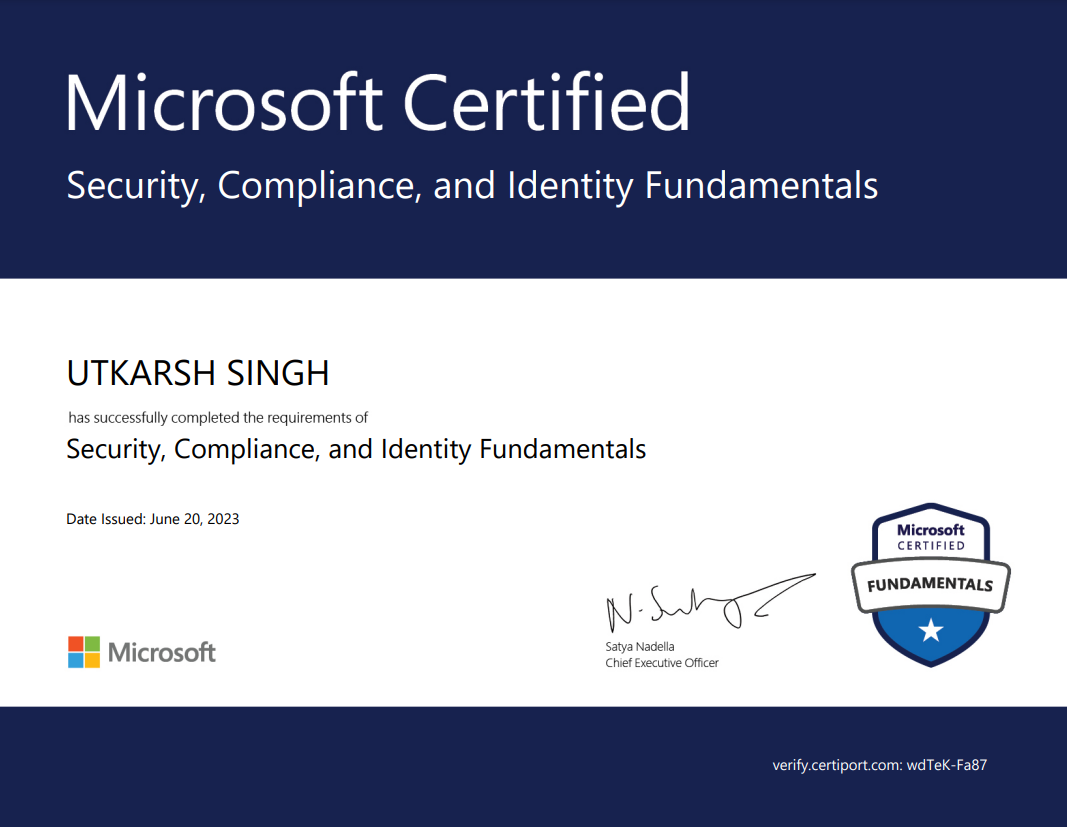 Microsoft Certified
Security, Compliance, and Identity Fundamentals
UTKARSH SINGH
has successfully completed the requirements of
Security, Compliance, and Identity Fundamentals
Date Issued: June 20, 2023
Microsoft
CERTIFIED
FUNDAMENTALS
Satya Nadella
Chief Executive Officer
Microsoft
verify.certiport.com: wdTeK-Fa87